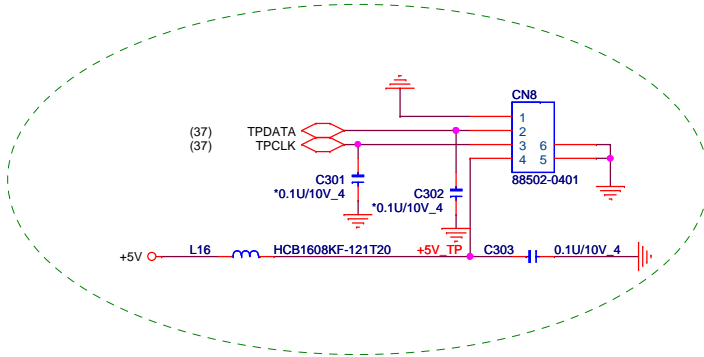 CN8
1
(37) TPDATA 2
(37) TPCLK 3 6
4 5
C301 88502-0401
*0.1U/10V_4 C302
*0.1U/10V_4
+5V L16 HCB1608KF-121T20 +5V_TP C303 0.1U/10V_4